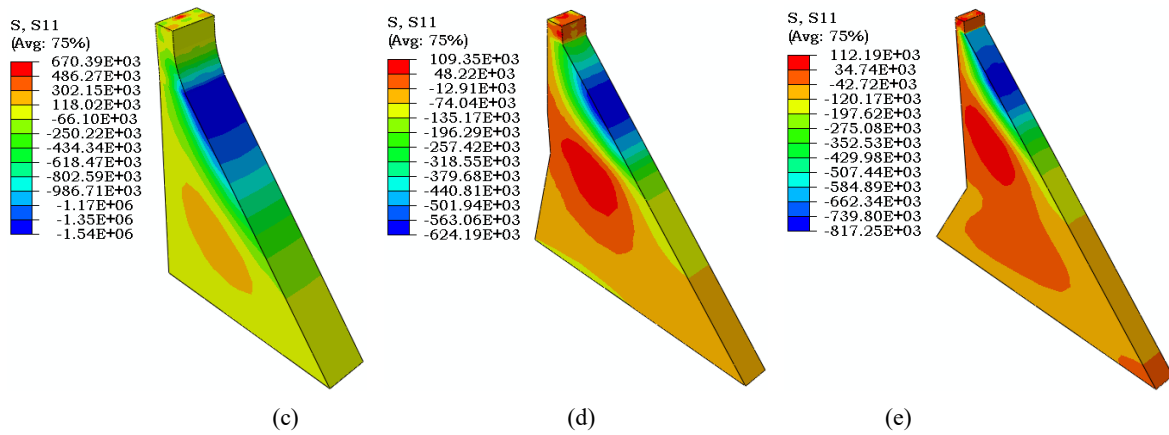 S, S11
(Avg: 75%)
670.39E+03
486.27E+03
302.15E+03
118.02E+03
-66.10E+03
-250.22E+03
-434.34E+03
-618.47E+03
-802.59E+03
-986.71E+03
-1.17E+06
-1.35E+06
-1.54E+06
(c)
S, S11
(Avg: 75%)
109.35E+03
48.22E+03
-12.91E+03
-74.04E+03
-135.17E+03
-196.29E+03
-257.42E+03
-318.55E+03
-379.68E+03
-440.81E+03
-501.94E+03
-563.06E+03
-624.19E+03
(d)
S, S11
(Avg: 75%)
112.19E+03
34.74E+03
-42.72E+03
-120.17E+03
-197.62E+03
-275.08E+03
-352.53E+03
-429.98E+03
-507.44E+03
-584.89E+03
-662.34E+03
-739.80E+03
-817.25E+03
(e)